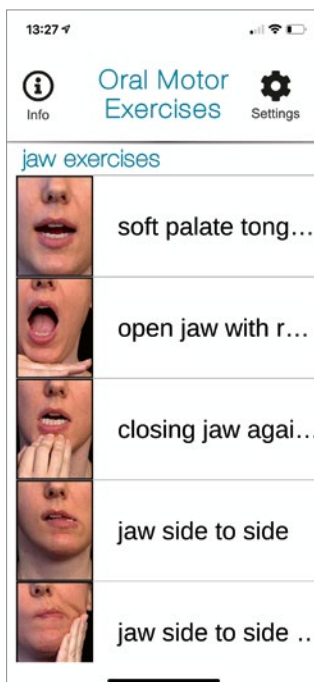 13:27
Oral Motor
Exercises
Info
Settings
jaw exercises
soft palate tong…
open jaw with r…
closing jaw agai…
jaw side to side
jaw side to side …